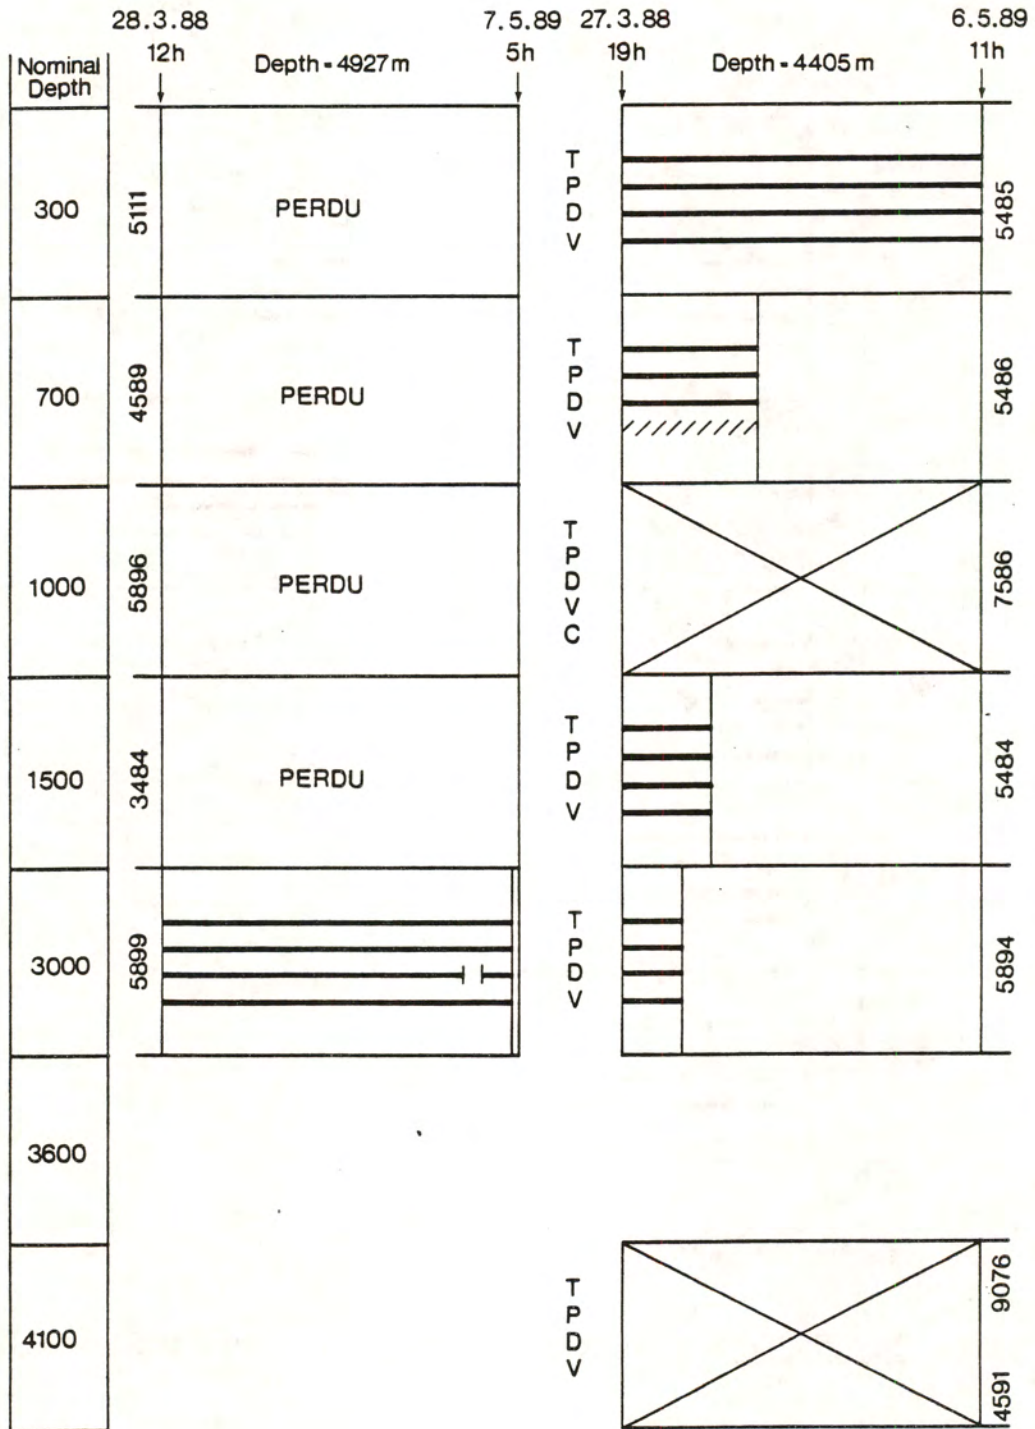 28.3.88 7.5.89 27.3.88 6.5.89
12h Depth = 4927 m 5h 19h Depth = 4405 m 11h
Nominal
Depth
300 5111 PERDU T P D V 5485
700 4589 PERDU T P D V 5486
1000 5896 PERDU T P D V C 7586
1500 3484 PERDU T P D V 5484
3000 5899 T P D V 5894
3600
4100 T P D V 9076 4591